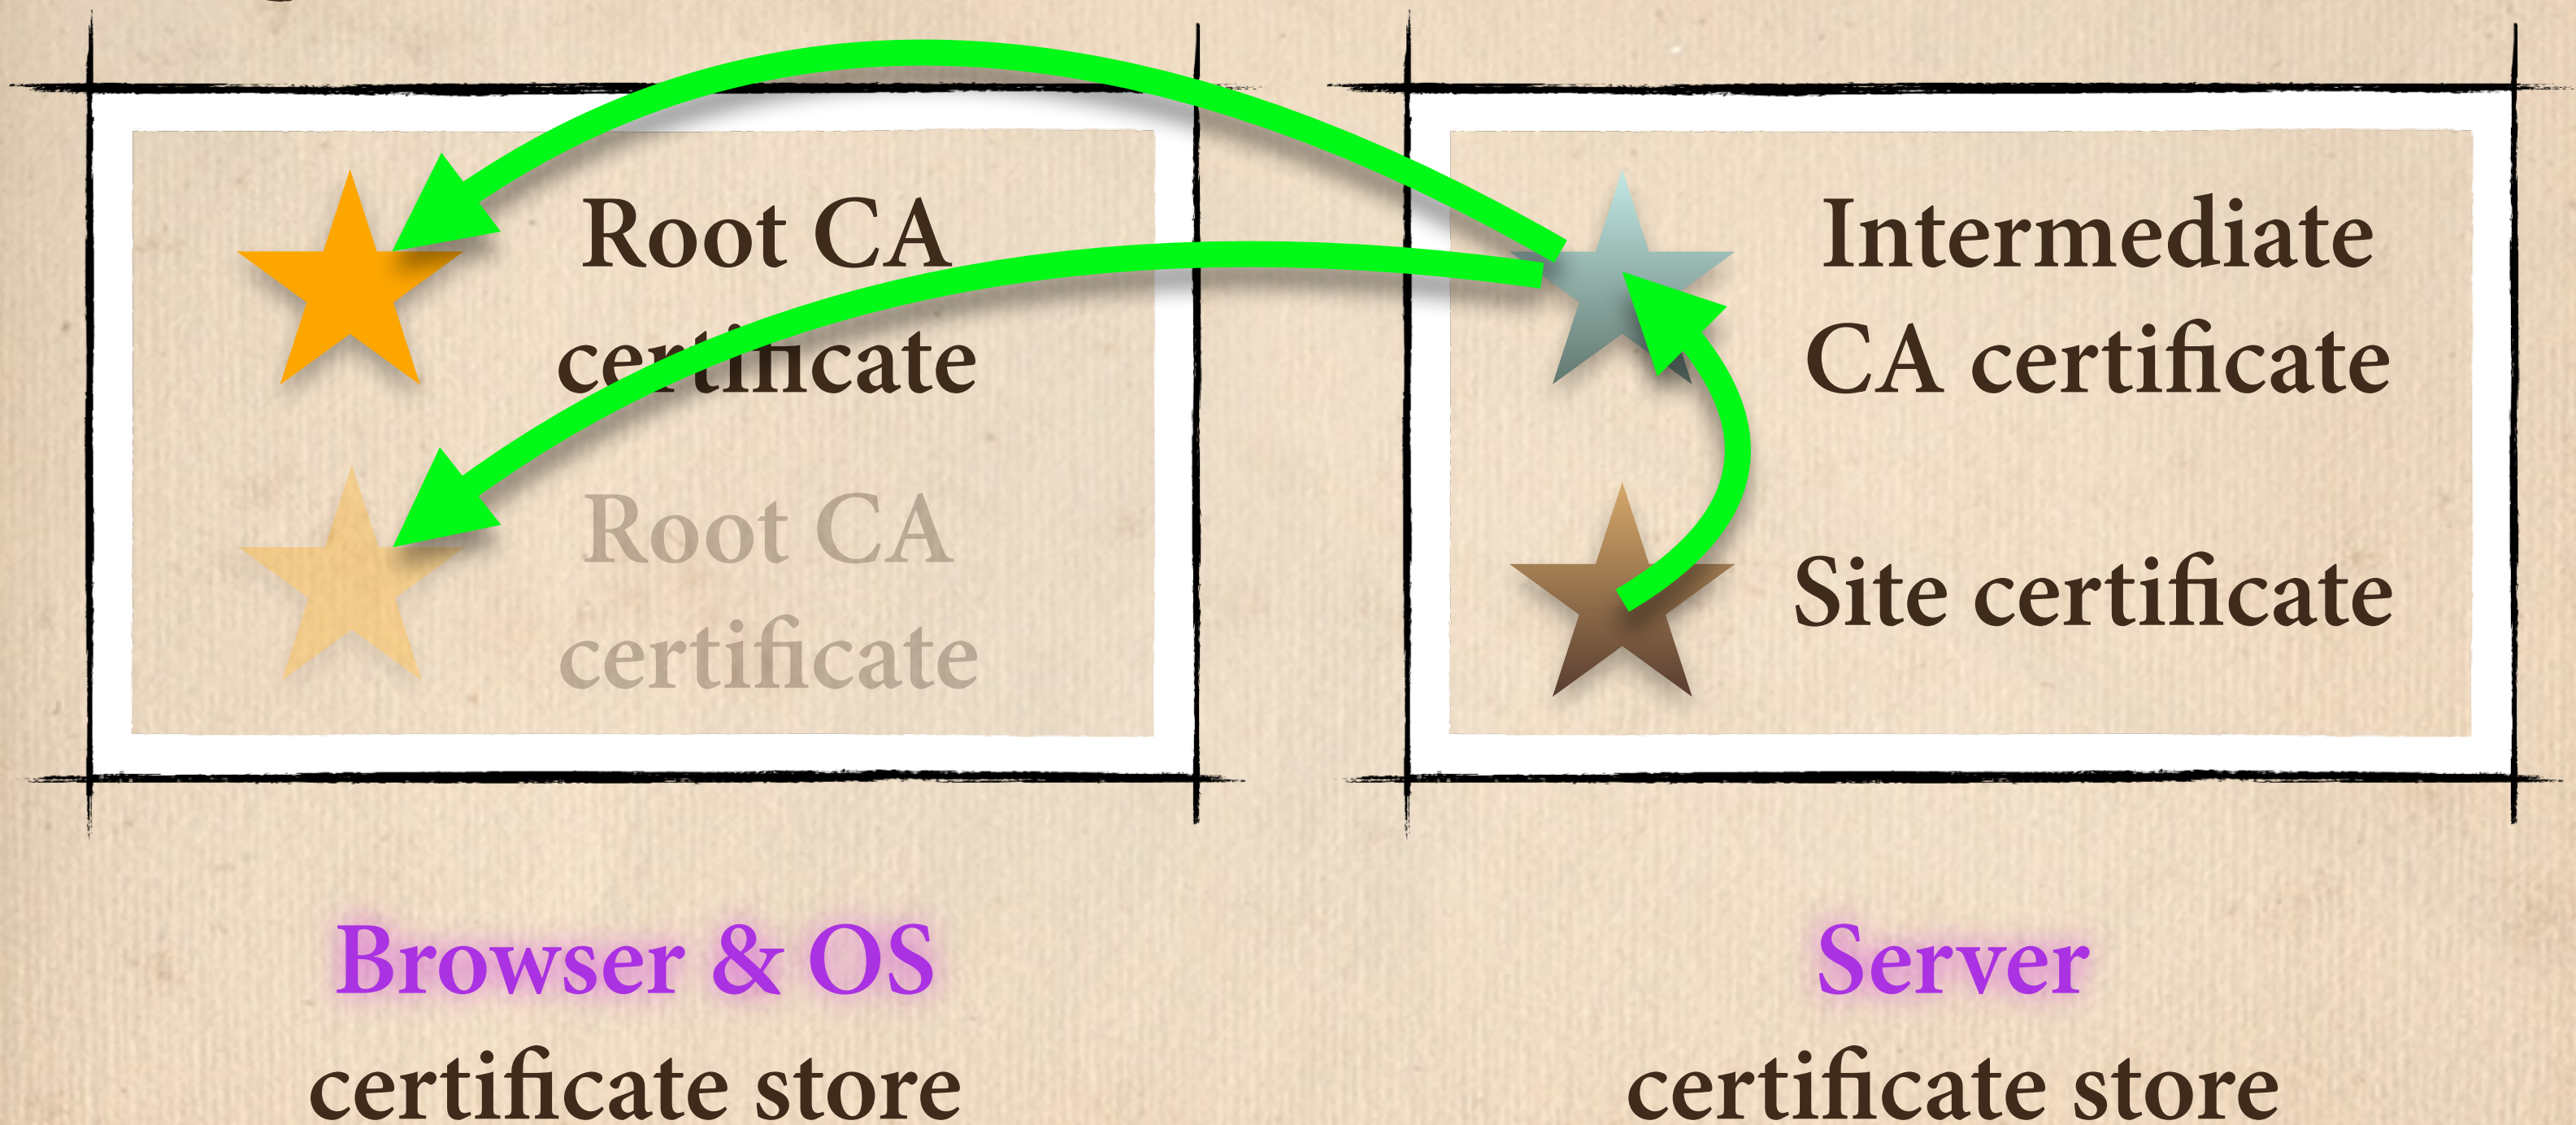 Root CA
certificate
Root CA
certificate
Intermediate
CA certificate
Site certificate
Browser & OS
certificate store
Server
certificate store